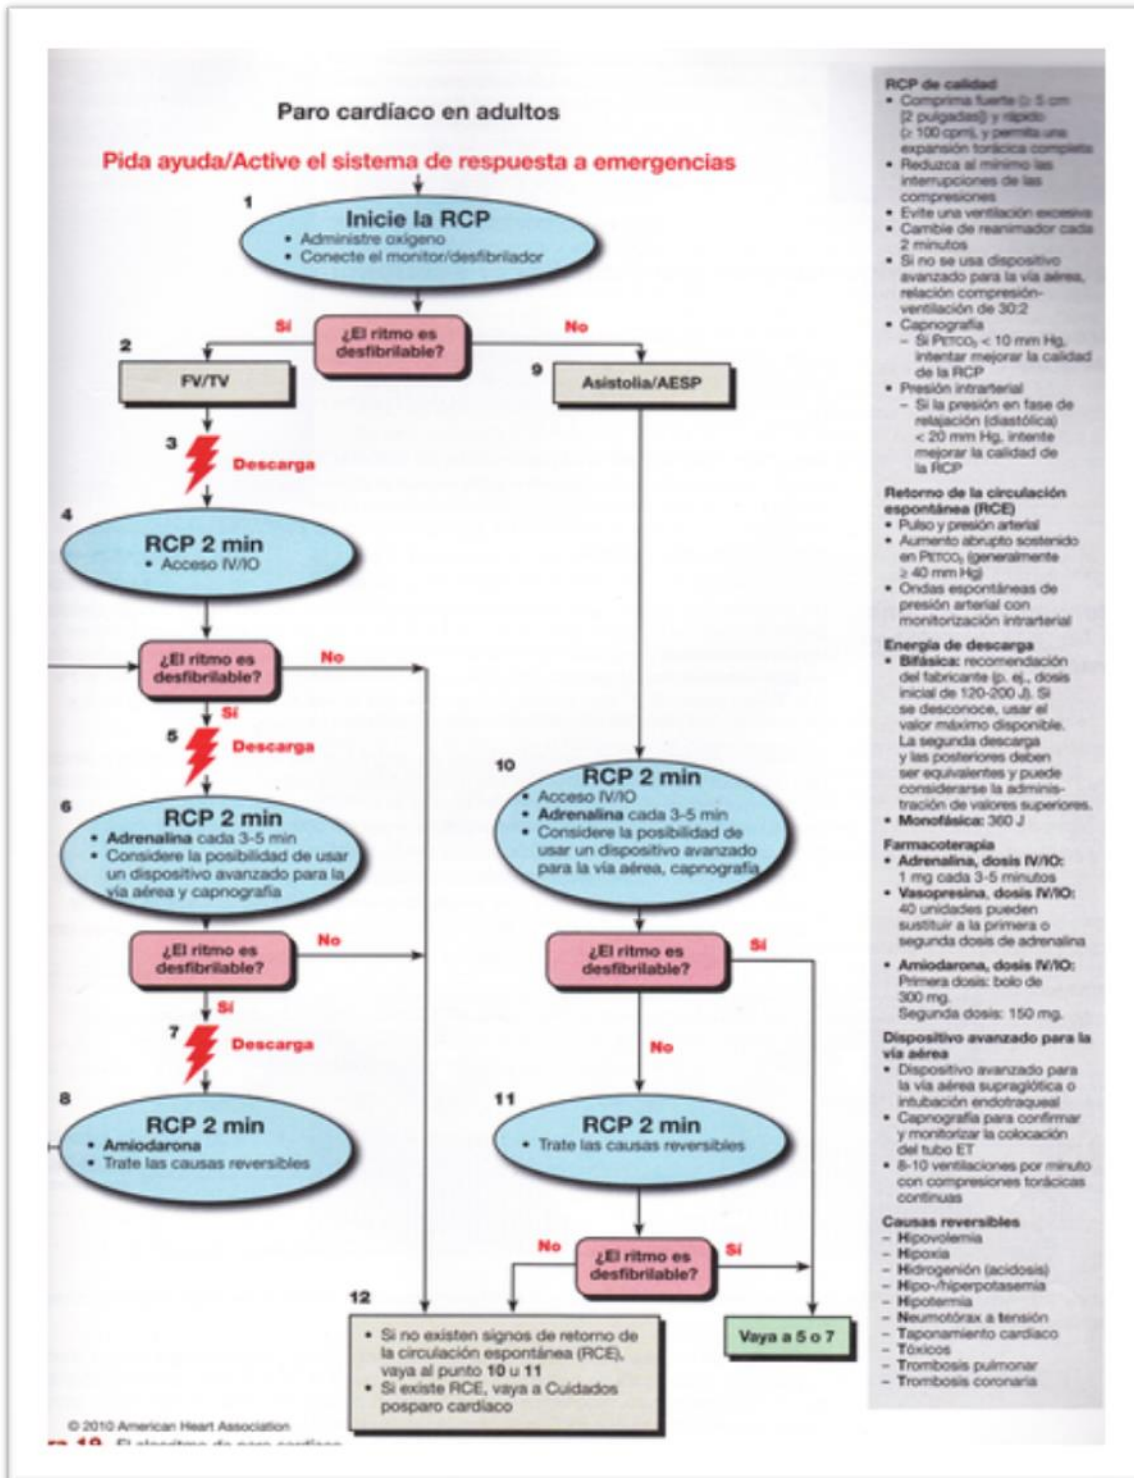 Paro cardíaco en adultos
Pida ayuda/Active el sistema de respuesta a emergencias
1
Inicie la RCP
• Administre oxígeno
• Conecte el monitor/desfibrilador
¿El ritmo es
desfibrilable?
Sí
No
2
FV/TV
9
Asistolia/AESP
3
Descarga
4
RCP 2 min
• Acceso IV/IO
¿El ritmo es
desfibrilable?
No
Sí
5
Descarga
6
RCP 2 min
• Adrenalina cada 3-5 min
• Considere la posibilidad de usar
un dispositivo avanzado para la
vía aérea y capnografía
¿El ritmo es
desfibrilable?
No
Sí
7
Descarga
8
RCP 2 min
• Amiodarona
• Trate las causas reversibles
10
RCP 2 min
• Acceso IV/IO
• Adrenalina cada 3-5 min
• Considere la posibilidad de
usar un dispositivo avanzado
para la vía aérea, capnografía
¿El ritmo es
desfibrilable?
Sí
No
11
RCP 2 min
• Trate las causas reversibles
¿El ritmo es
desfibrilable?
No
Sí
12
• Si no existen signos de retorno de
la circulación espontánea (RCE),
vaya al punto 10 u 11
• Si existe RCE, vaya a Cuidados
posparo cardíaco
Vaya a 5 o 7
RCP de calidad
• Comprima fuerte (≥ 5 cm
[2 pulgadas]) y rápido
(≥ 100 cpm), y permita una
expansión torácica completa
• Reduzca al mínimo las
interrupciones de las
compresiones
• Evite una ventilación excesiva
• Cambie de reanimador cada
2 minutos
• Si no se usa dispositivo
avanzado para la vía aérea,
relación compresión-
ventilación de 30:2
• Capnografía
– Si PETCO₂ < 10 mm Hg,
intentar mejorar la calidad
de la RCP
• Presión intrarterial
– Si la presión en fase de
relajación (diastólica)
< 20 mm Hg, intente
mejorar la calidad de
la RCP
Retorno de la circulación
espontánea (RCE)
• Pulso y presión arterial
• Aumento abrupto sostenido
en PETCO₂ (generalmente
≥ 40 mm Hg)
• Ondas espontáneas de
presión arterial con
monitorización intrarterial
Energía de descarga
• Bifásica: recomendación
del fabricante (p. ej., dosis
inicial de 120-200 J). Si
se desconoce, usar el
valor máximo disponible.
La segunda descarga
y las posteriores deben
ser equivalentes y puede
considerarse la adminis-
tración de valores superiores.
• Monofásica: 360 J
Farmacoterapia
• Adrenalina, dosis IV/IO:
1 mg cada 3-5 minutos
• Vasopresina, dosis IV/IO:
40 unidades pueden
sustituir a la primera o
segunda dosis de adrenalina
• Amiodarona, dosis IV/IO:
Primera dosis: bolo de
300 mg.
Segunda dosis: 150 mg.
Dispositivo avanzado para la
vía aérea
• Dispositivo avanzado para
la vía aérea supraglótica o
intubación endotraqueal
• Capnografía para confirmar
y monitorizar la colocación
del tubo ET
• 8-10 ventilaciones por minuto
con compresiones torácicas
continuas
Causas reversibles
– Hipovolemia
– Hipoxia
– Hidrogenión (acidosis)
– Hipo-/hiperpotasemia
– Hipotermia
– Neumotórax a tensión
– Taponamiento cardíaco
– Tóxicos
– Trombosis pulmonar
– Trombosis coronaria
© 2010 American Heart Association